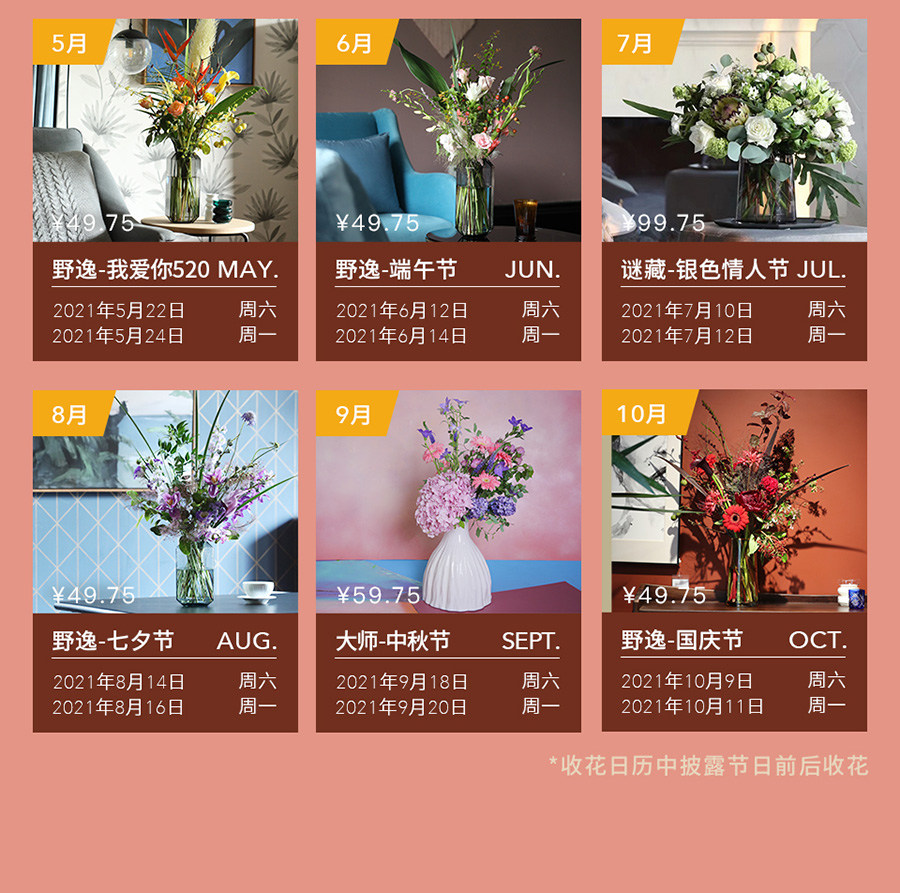 5月
¥49.75
野逸-我爱你520 MAY.
2021年5月22日 周六
2021年5月24日 周一
6月
¥49.75
野逸-端午节 JUN.
2021年6月12日 周六
2021年6月14日 周一
7月
¥99.75
谜藏-银色情人节 JUL.
2021年7月10日 周六
2021年7月12日 周一
8月
¥49.75
野逸-七夕节 AUG.
2021年8月14日 周六
2021年8月16日 周一
9月
¥59.75
大师-中秋节 SEPT.
2021年9月18日 周六
2021年9月20日 周一
10月
¥49.75
野逸-国庆节 OCT.
2021年10月9日 周六
2021年10月11日 周一
*收花日历中披露节日前后收花